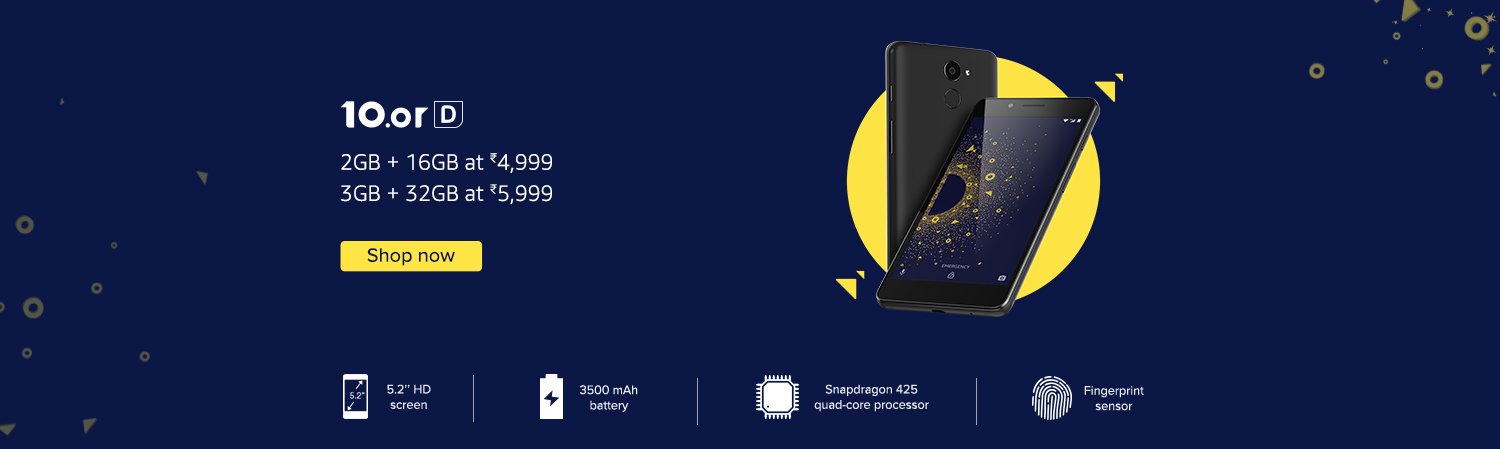 10.or D
2GB + 16GB at ₹4,999
3GB + 32GB at ₹5,999
Shop now
EMERGENCY
5.2"
5.2’’ HD
screen
3500 mAh
battery
Snapdragon 425
quad-core processor
Fingerprint
sensor